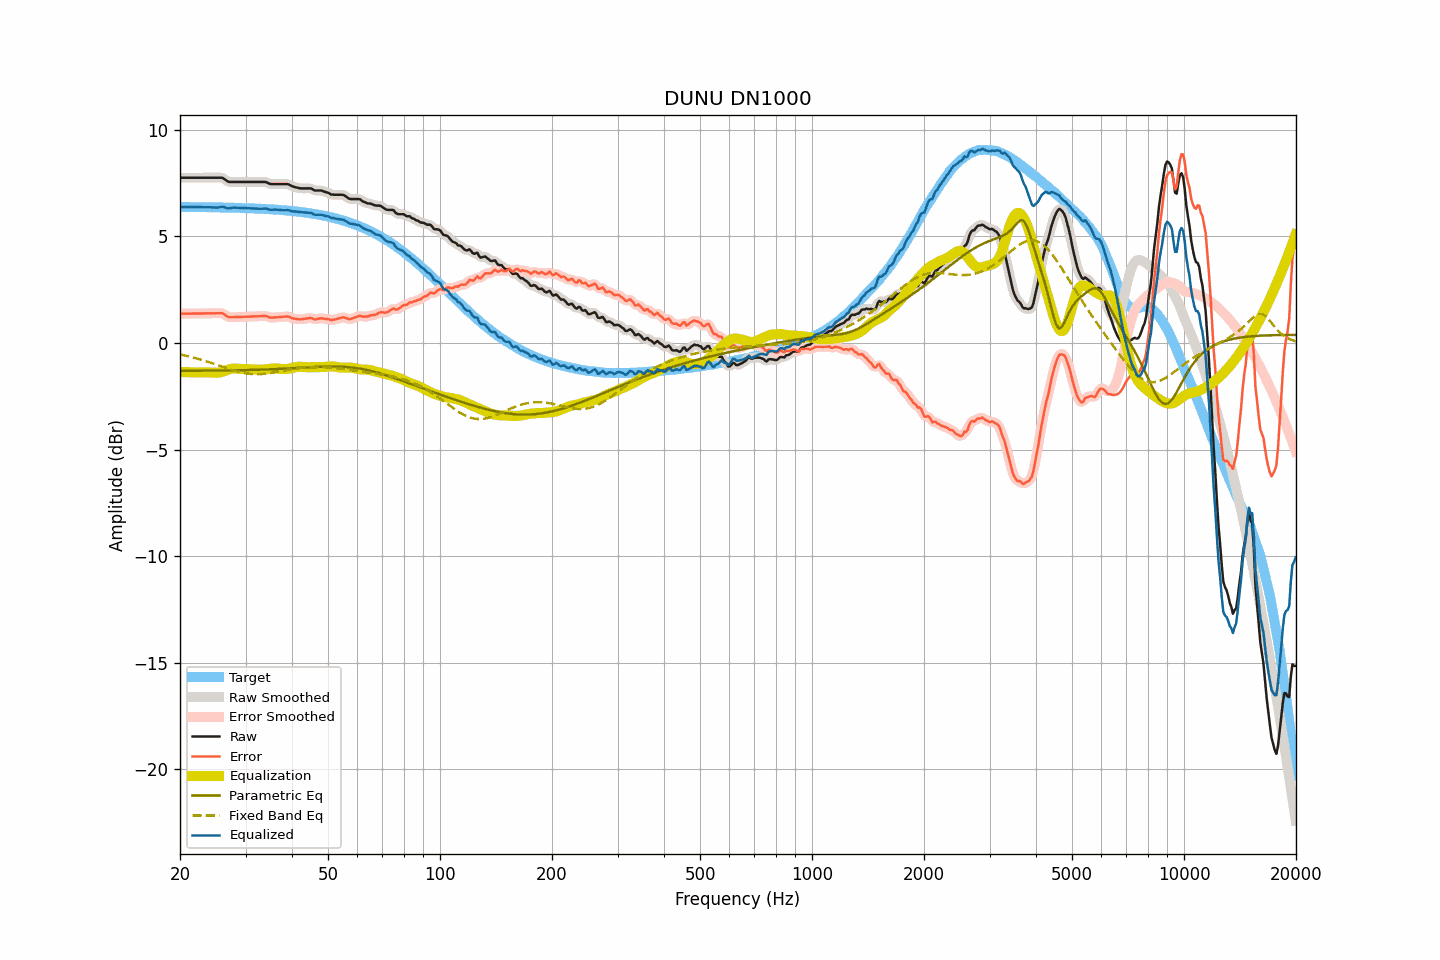 DUNU DN1000
10
5
0
−5
−10
−15
−20
Amplitude (dBr)
Target
Raw Smoothed
Error Smoothed
Raw
Error
Equalization
Parametric Eq
Fixed Band Eq
Equalized
20 50 100 200 500 1000 2000 5000 10000 20000
Frequency (Hz)